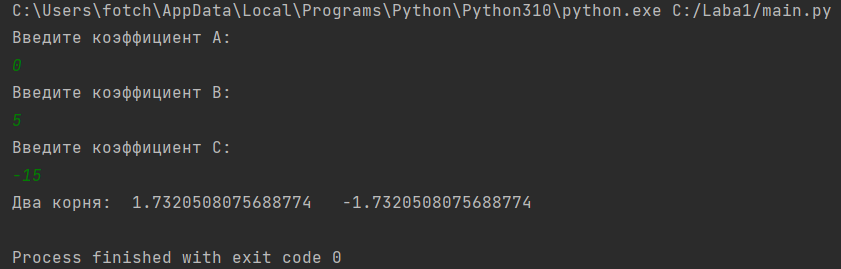 C:\Users\fotch\AppData\Local\Programs\Python\Python310\python.exe C:/Laba1/main.py
Введите коэффициент A:
0
Введите коэффициент B:
5
Введите коэффициент C:
-15
Два корня:  1.7320508075688774   -1.7320508075688774
Process finished with exit code 0